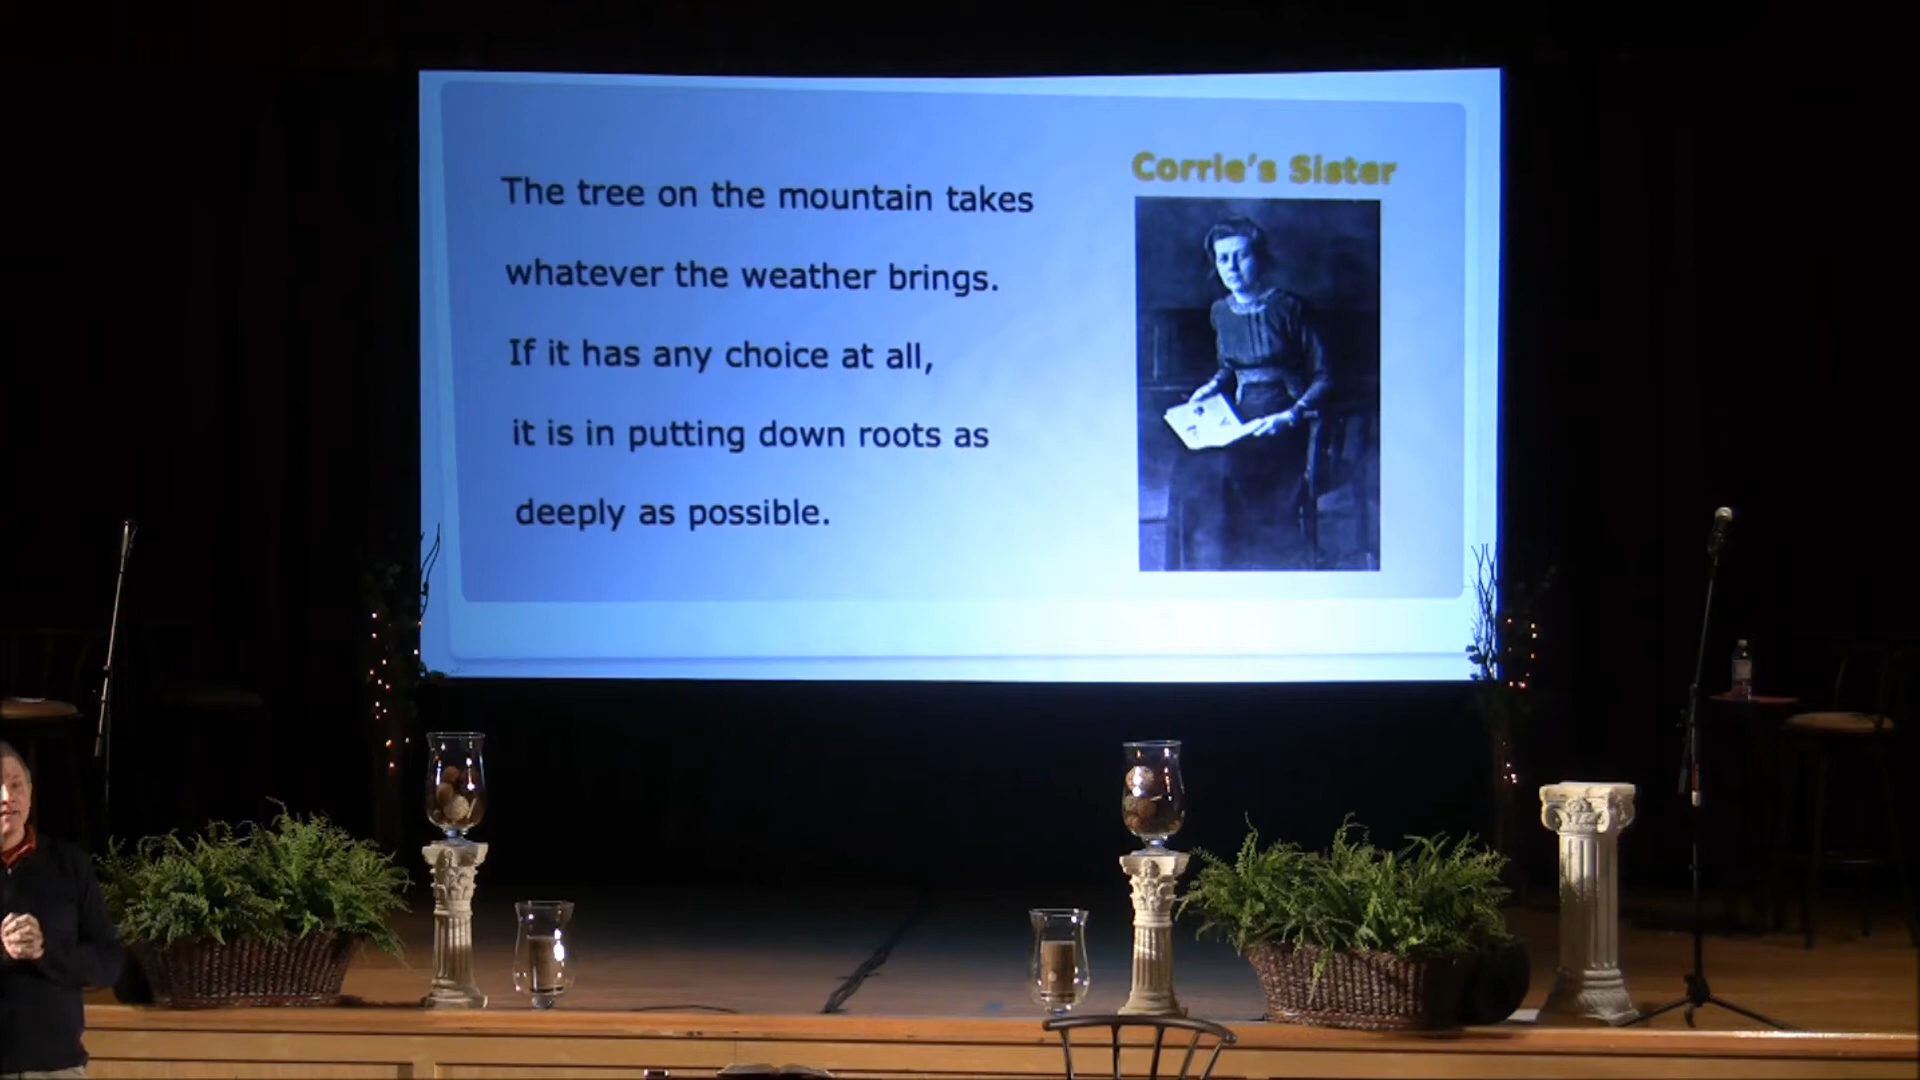 Corrie's Sister
The tree on the mountain takes
whatever the weather brings.
If it has any choice at all,
it is in putting down roots as
deeply as possible.